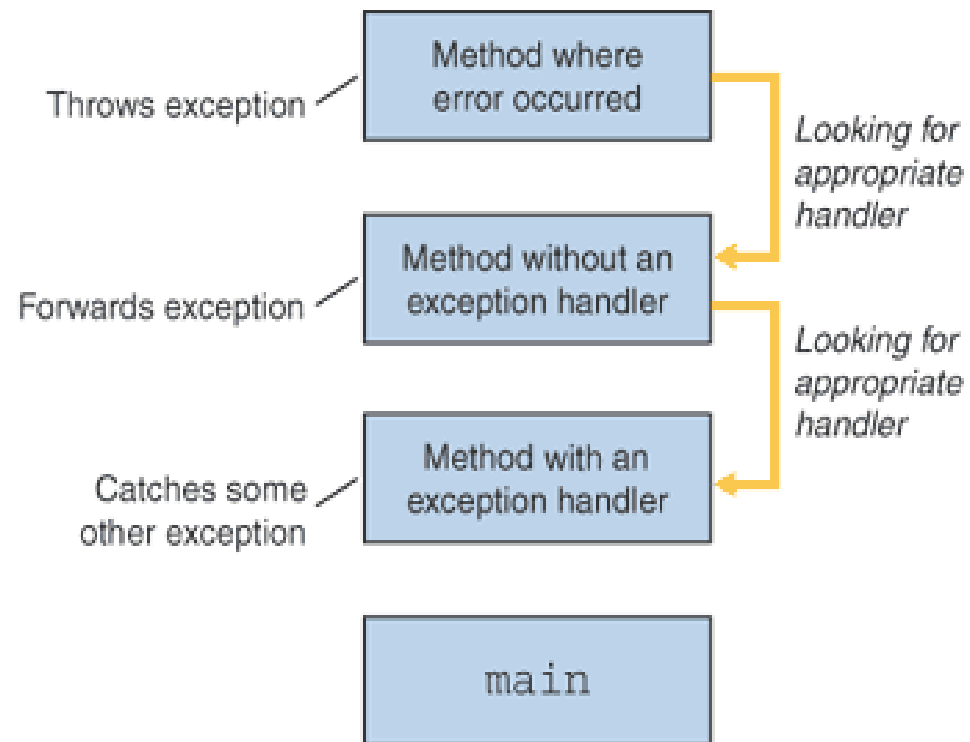 Method where
error occurred
Throws exception
Looking for
appropriate
handler
Method without an
exception handler
Forwards exception
Looking for
appropriate
handler
Method with an
exception handler
Catches some
other exception
main